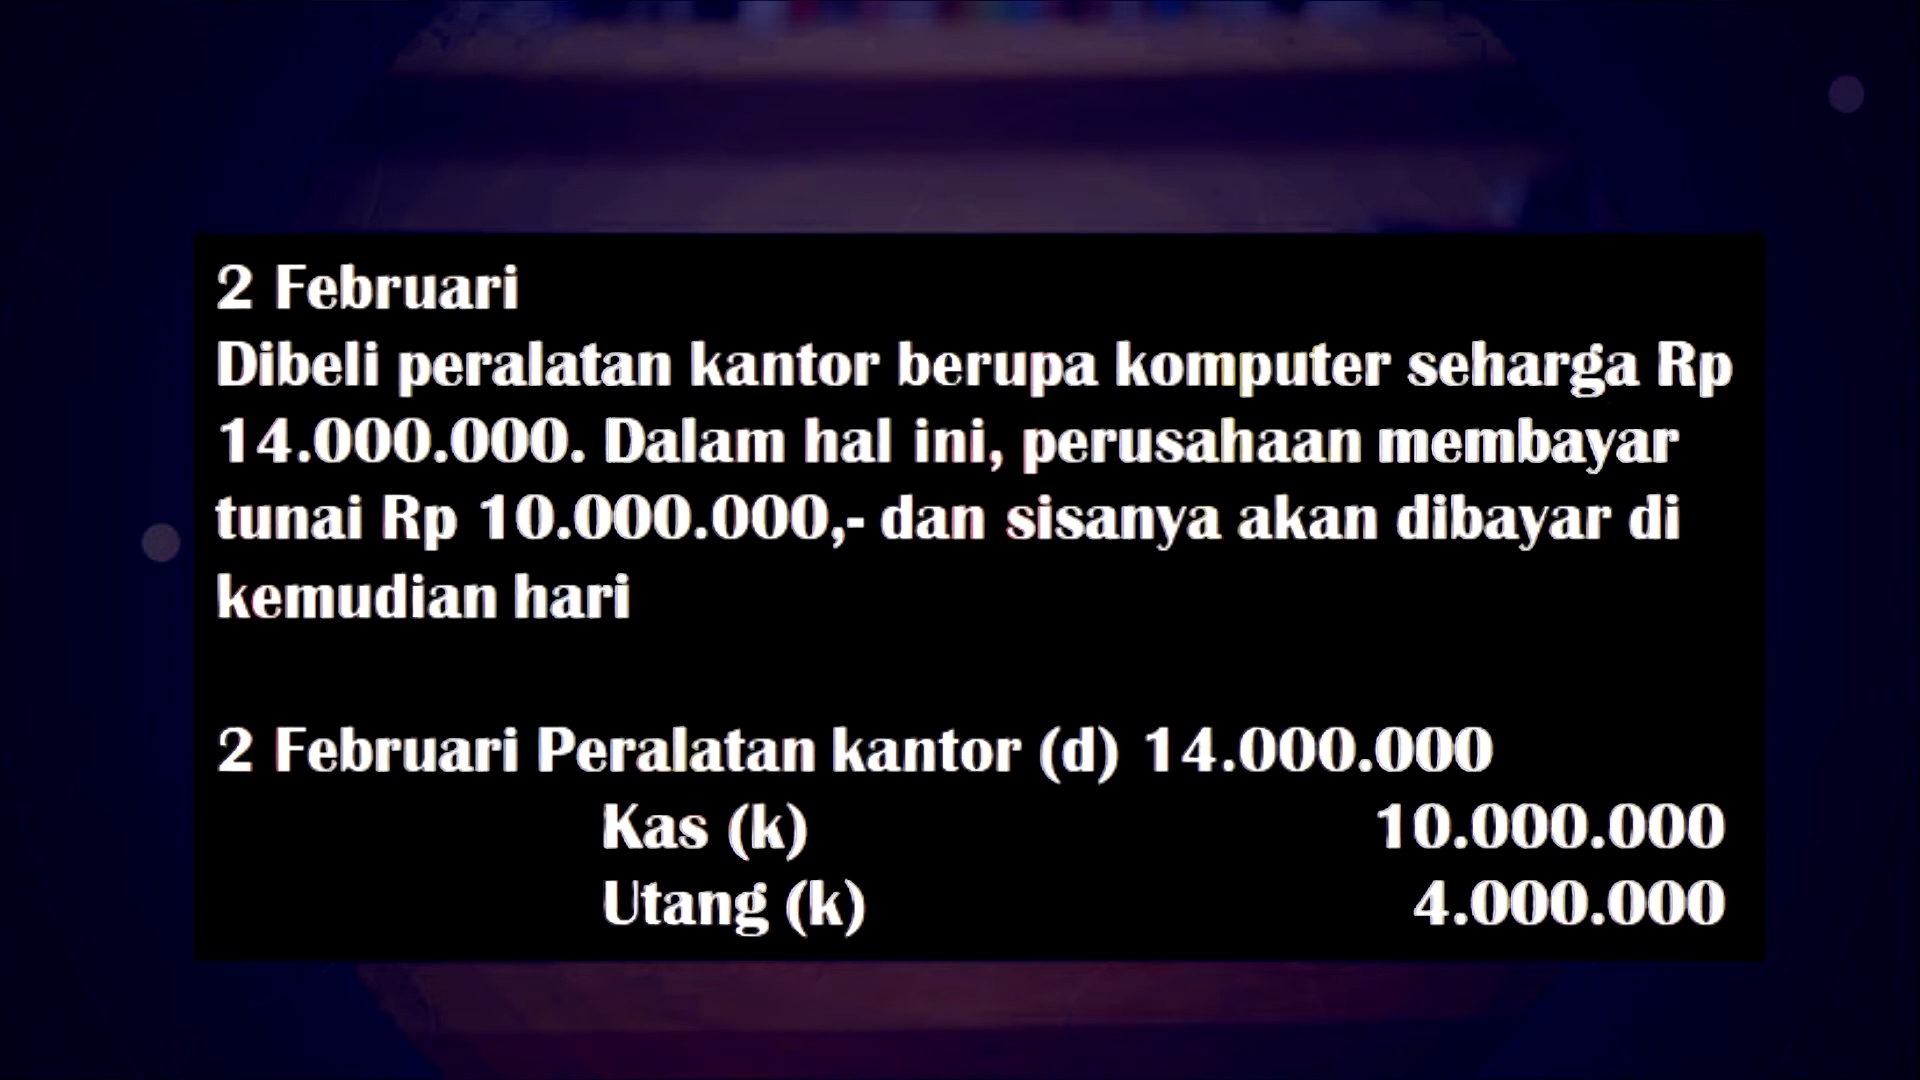 2 Februari
Dibeli peralatan kantor berupa komputer seharga Rp
14.000.000. Dalam hal ini, perusahaan membayar
tunai Rp 10.000.000,- dan sisanya akan dibayar di
kemudian hari
2 Februari Peralatan kantor (d) 14.000.000
Kas (k) 10.000.000
Utang (k) 4.000.000